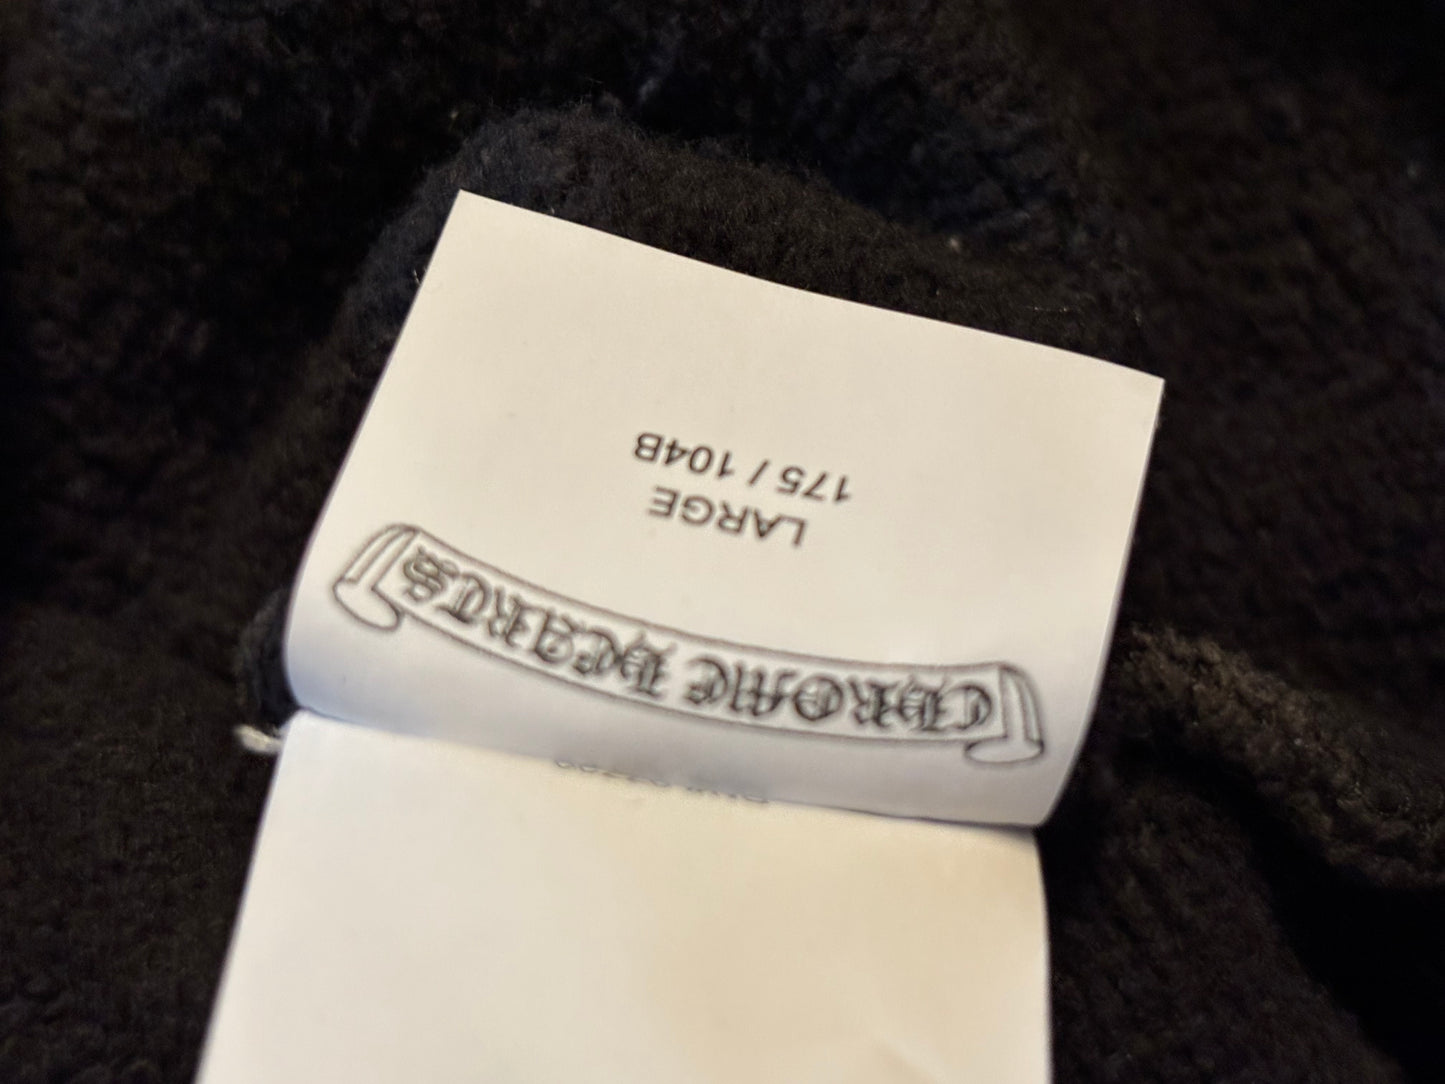 CHROME HEARTS
LARGE
175 / 104B